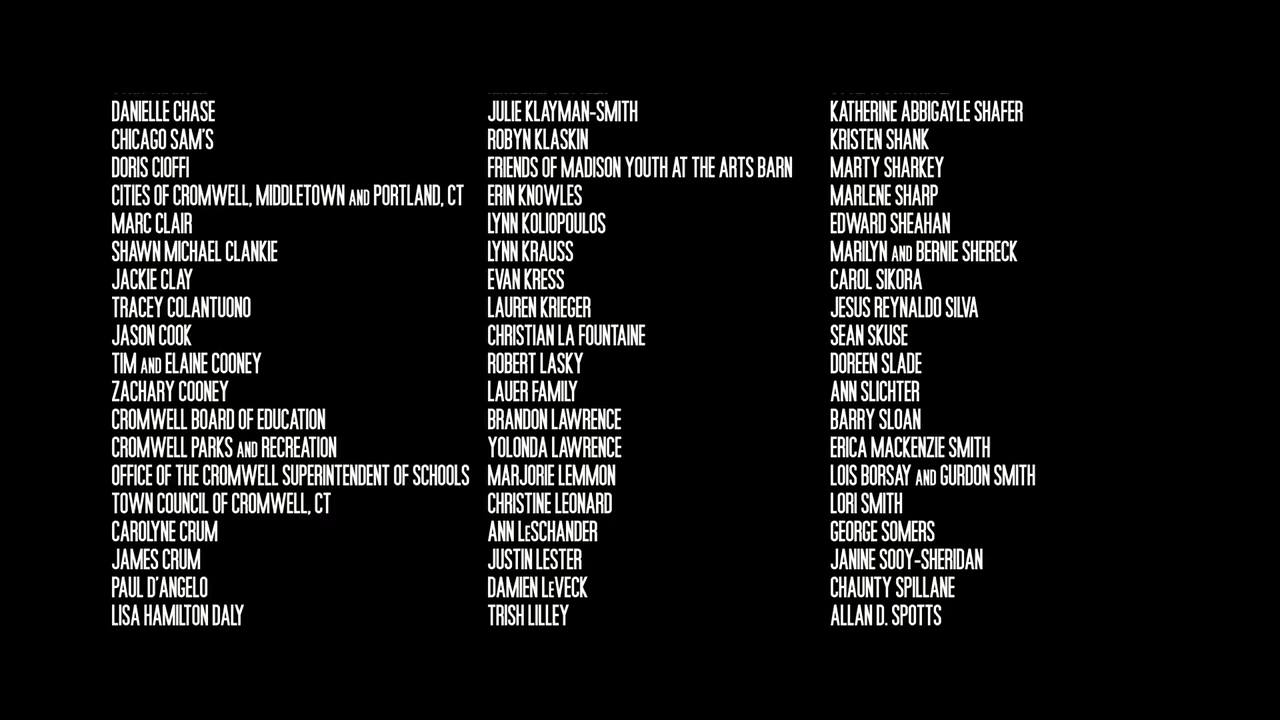 DANIELLE CHASE
CHICAGO SAM'S
DORIS CIOFFI
CITIES OF CROMWELL, MIDDLETOWN AND PORTLAND, CT
MARC CLAIR
SHAWN MICHAEL CLANKIE
JACKIE CLAY
TRACEY COLANTUONO
JASON COOK
TIM AND ELAINE COONEY
ZACHARY COONEY
CROMWELL BOARD OF EDUCATION
CROMWELL PARKS AND RECREATION
OFFICE OF THE CROMWELL SUPERINTENDENT OF SCHOOLS
TOWN COUNCIL OF CROMWELL, CT
CAROLYNE CRUM
JAMES CRUM
PAUL D'ANGELO
LISA HAMILTON DALY
JULIE KLAYMAN-SMITH
ROBYN KLASKIN
FRIENDS OF MADISON YOUTH AT THE ARTS BARN
ERIN KNOWLES
LYNN KOLIOPOULOS
LYNN KRAUSS
EVAN KRESS
LAUREN KRIEGER
CHRISTIAN LA FOUNTAINE
ROBERT LASKY
LAUER FAMILY
BRANDON LAWRENCE
YOLONDA LAWRENCE
MARJORIE LEMMON
CHRISTINE LEONARD
ANN LeSCHANDER
JUSTIN LESTER
DAMIEN LeVECK
TRISH LILLEY
KATHERINE ABBIGAYLE SHAFER
KRISTEN SHANK
MARTY SHARKEY
MARLENE SHARP
EDWARD SHEAHAN
MARILYN AND BERNIE SHERECK
CAROL SIKORA
JESUS REYNALDO SILVA
SEAN SKUSE
DOREEN SLADE
ANN SLICHTER
BARRY SLOAN
ERICA MACKENZIE SMITH
LOIS BORSAY AND GURDON SMITH
LORI SMITH
GEORGE SOMERS
JANINE SOOY-SHERIDAN
CHAUNTY SPILLANE
ALLAN D. SPOTTS